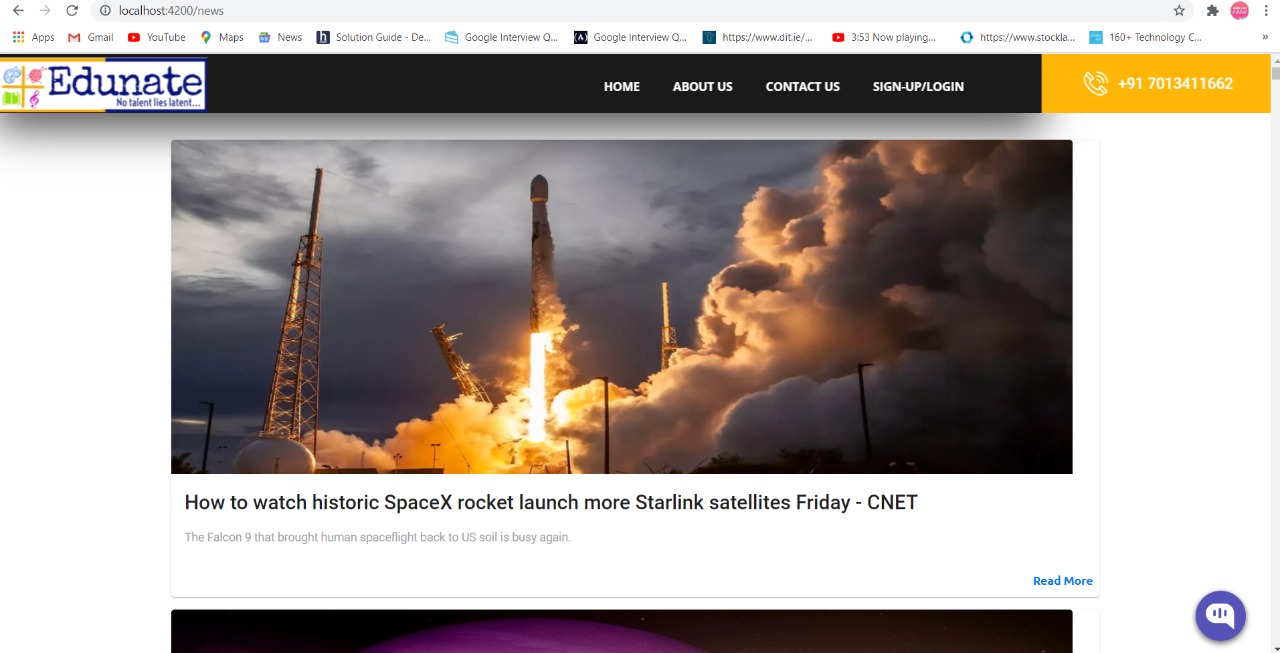 localhost:4200/news
Apps Gmail YouTube Maps News Solution Guide - De... Google Interview Q... Google Interview Q... https://www.dit.ie/... 3:53 Now playing... https://www.stockla... 160+ Technology C... »
Edunate
No talent lies latent...
HOME ABOUT US CONTACT US SIGN-UP/LOGIN +91 7013411662
How to watch historic SpaceX rocket launch more Starlink satellites Friday - CNET
The Falcon 9 that brought human spaceflight back to US soil is busy again.
Read More